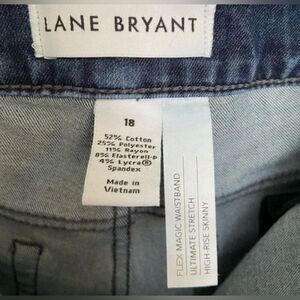 LANE BRYANT
18
52% Cotton
25% Polyester
11% Rayon
8% Elasterell-p
4% Lycra®
Spandex
Made in
Vietnam
FLEX MAGIC WAISTBAND
ULTIMATE STRETCH
HIGH-RISE SKINNY